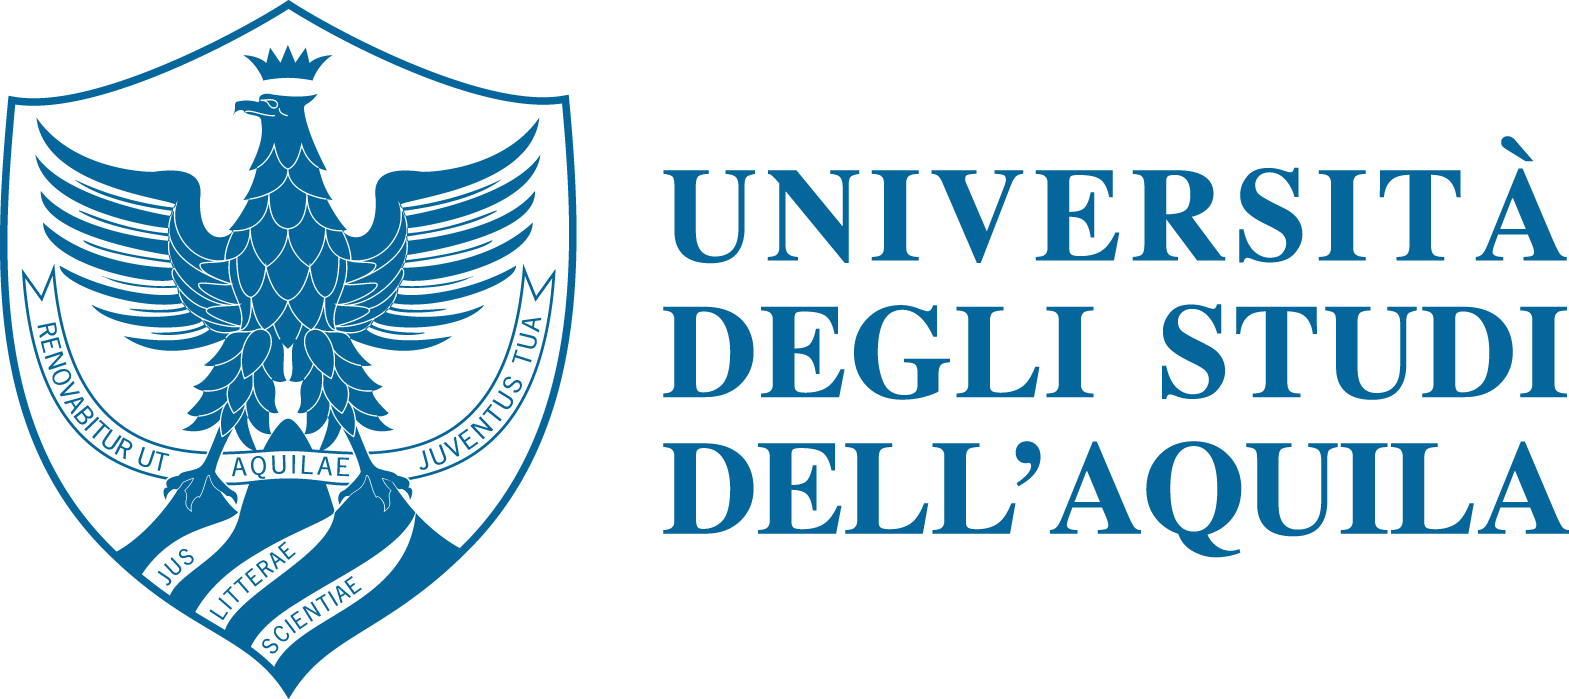 RENOVABITUR UT AQUILAE JUVENTUS TUA
JUS
LITTERAE
SCIENTIAE
UNIVERSITÀ
DEGLI STUDI
DELL’AQUILA